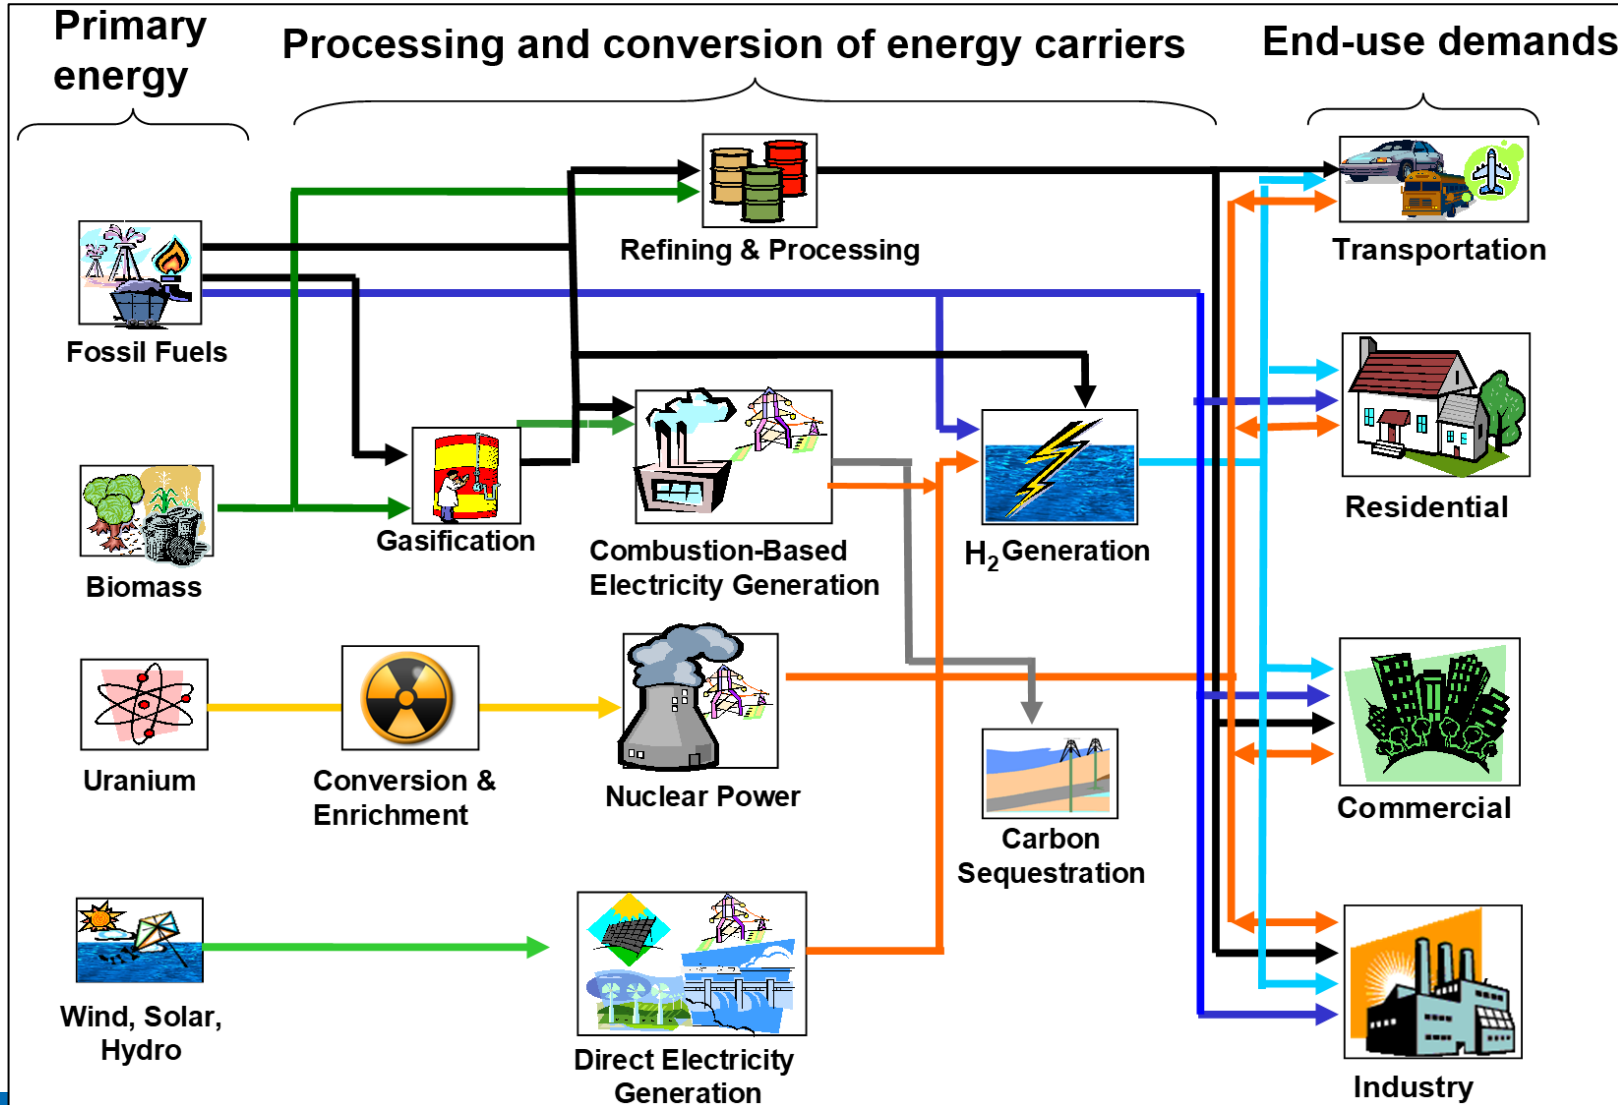 Primary
energy
Processing and conversion of energy carriers
End-use demands
Refining & Processing
Transportation
Fossil Fuels
Gasification
Residential
Combustion-Based
Electricity Generation
H2 Generation
Biomass
Uranium
Conversion &
Enrichment
Nuclear Power
Commercial
Carbon
Sequestration
Wind, Solar,
Hydro
Direct Electricity
Generation
Industry